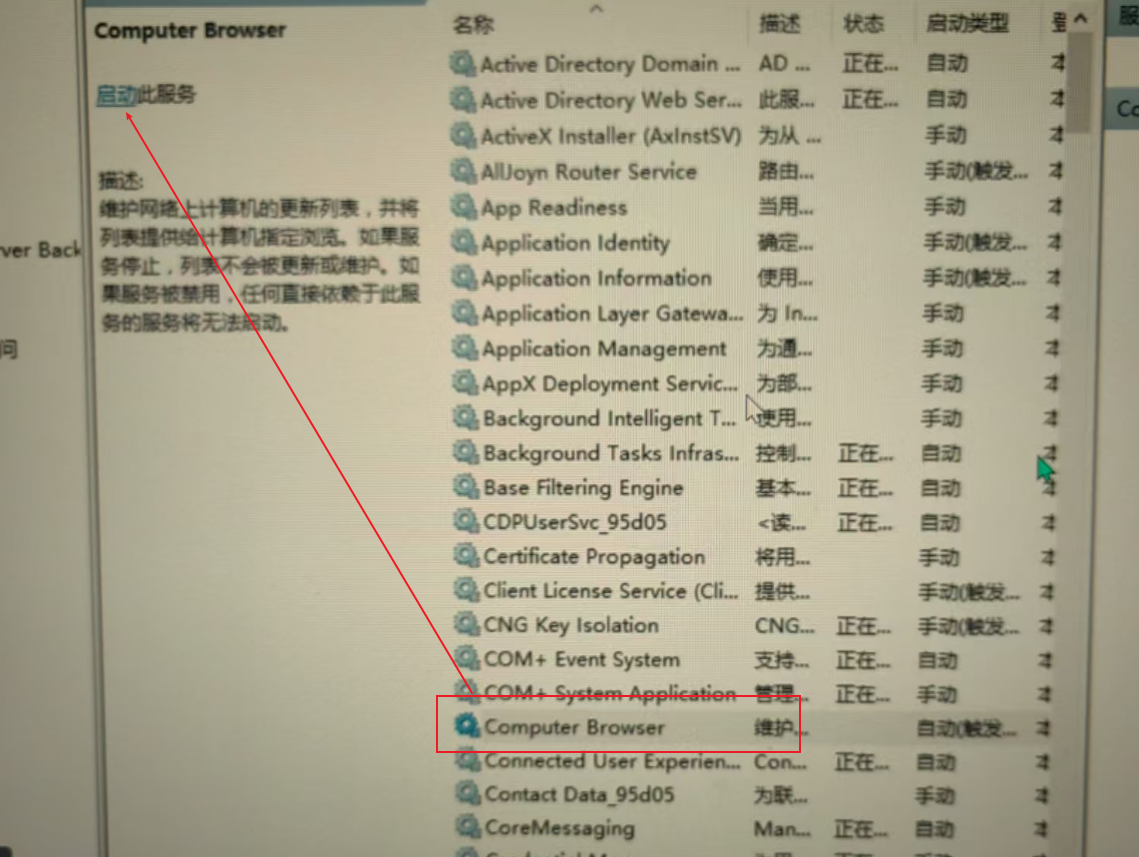 Computer Browser
启动此服务
描述:
维护网络上计算机的更新列表，并将
列表提供给计算机指定浏览。如果服
务停止，列表不会被更新或维护。如
果服务被禁用，任何直接依赖于此服
务的服务将无法启动。
ver Back
问
名称 描述 状态 启动类型 登
Active Directory Domain ... AD ... 正在... 自动 本
Active Directory Web Ser... 此服... 正在... 自动 本
ActiveX Installer (AxInstSV) 为从 ... 手动 本
AllJoyn Router Service 路由... 手动(触发... 本
App Readiness 当用... 手动 本
Application Identity 确定... 手动(触发... 本
Application Information 使用... 手动(触发... 本
Application Layer Gatewa... 为 In... 手动 本
Application Management 为通... 手动 本
AppX Deployment Servic... 为部... 手动 本
Background Intelligent T... 使用... 手动 本
Background Tasks Infras... 控制... 正在... 自动 本
Base Filtering Engine 基本... 正在... 自动 本
CDPUserSvc_95d05 <读... 正在... 自动 本
Certificate Propagation 将用... 手动 本
Client License Service (Cli... 提供... 手动(触发... 本
CNG Key Isolation CNG... 正在... 手动(触发... 本
COM+ Event System 支持... 正在... 自动 本
COM+ System Application 管理... 正在... 手动 本
Computer Browser 维护... 自动(触发... 本
Connected User Experien... Con... 正在... 自动 本
Contact Data_95d05 为联... 手动 本
CoreMessaging Man... 正在... 自动 本
服
Co